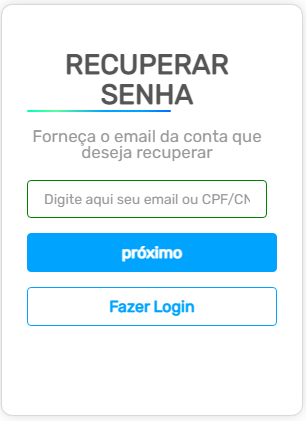 RECUPERAR
SENHA
Forneça o email da conta que
deseja recuperar
Digite aqui seu email ou CPF/CN
próximo
Fazer Login